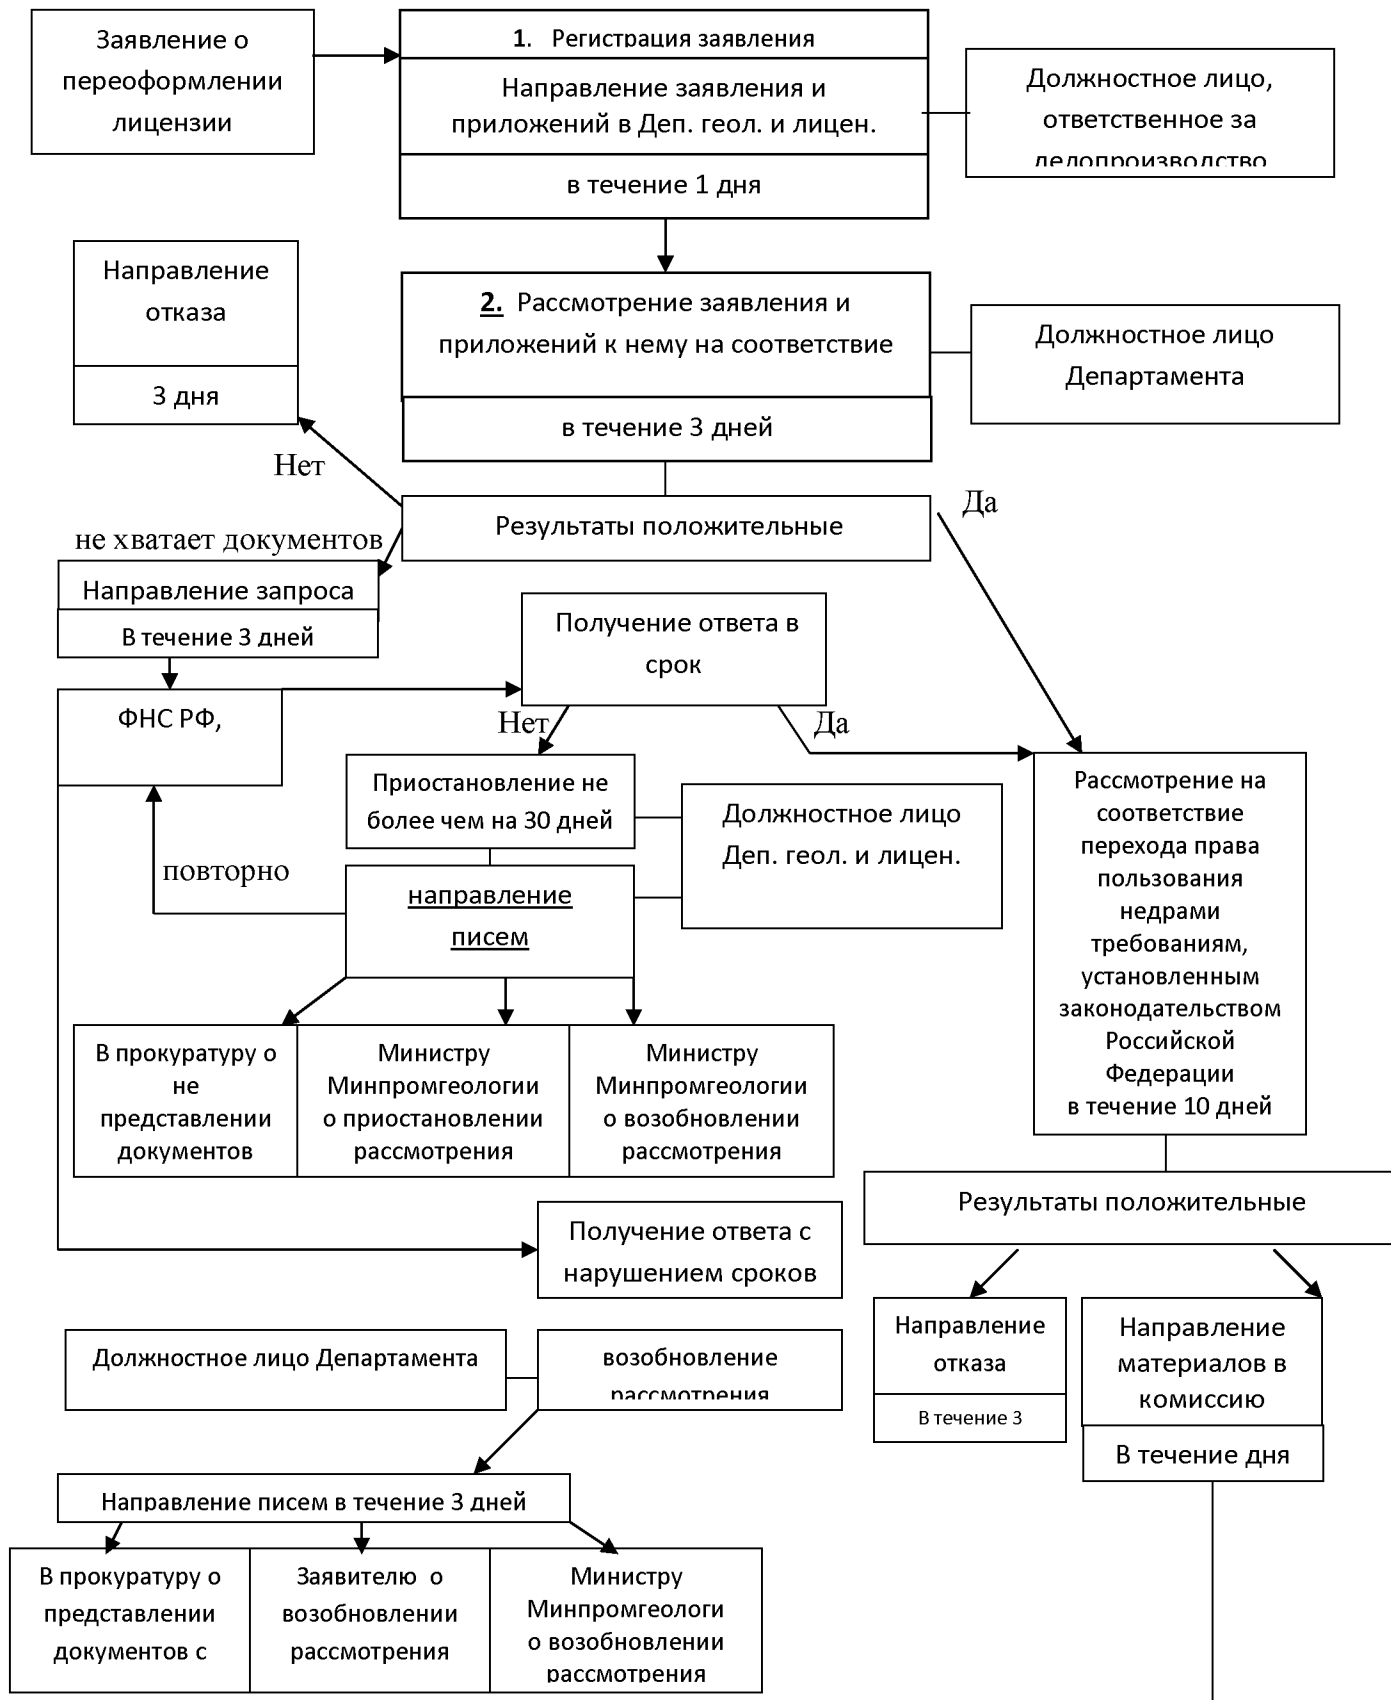 Заявление о
переоформлении
лицензии
1. Регистрация заявления
Направление заявления и
приложений в Деп. геол. и лицен.
в течение 1 дня
Должностное лицо,
ответственное за
делопроизводство
Направление
отказа
3 дня
2. Рассмотрение заявления и
приложений к нему на соответствие
в течение 3 дней
Должностное лицо
Департамента
Нет
Результаты положительные
Да
не хватает документов
Направление запроса
В течение 3 дней
Получение ответа в
срок
ФНС РФ,
Нет
Да
Приостановление не
более чем на 30 дней
Должностное лицо
Деп. геол. и лицен.
повторно
направление
писем
Рассмотрение на
соответствие
перехода права
пользования
недрами
требованиям,
установленным
законодательством
Российской
Федерации
в течение 10 дней
В прокуратуру о
не
представлении
документов
Министру
Минпромгеологии
о приостановлении
рассмотрения
Министру
Минпромгеологии
о возобновлении
рассмотрения
Результаты положительные
Получение ответа с
нарушением сроков
Направление
отказа
В течение 3
Направление
материалов в
комиссию
В течение дня
Должностное лицо Департамента
возобновление
рассмотрения
Направление писем в течение 3 дней
В прокуратуру о
представлении
документов с
Заявителю о
возобновлении
рассмотрения
Министру
Минпромгеологи
о возобновлении
рассмотрения